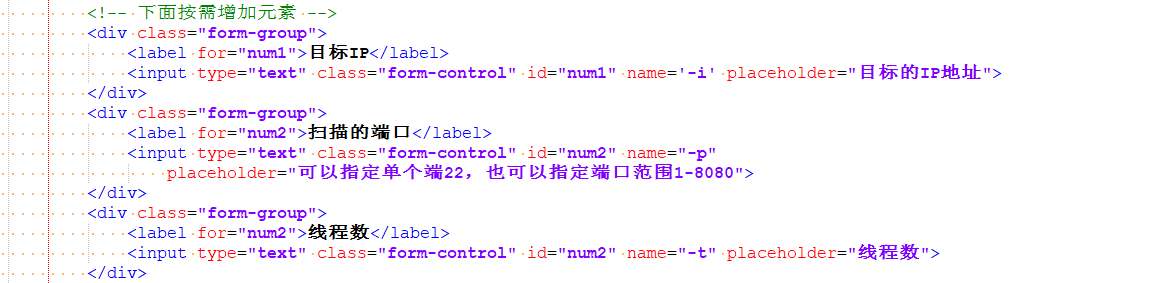 <!-- 下面按需增加元素 -->
<div class="form-group">
<label for="num1">目标IP</label>
<input type="text" class="form-control" id="num1" name='-i' placeholder="目标的IP地址">
</div>
<div class="form-group">
<label for="num2">扫描的端口</label>
<input type="text" class="form-control" id="num2" name="-p"
placeholder="可以指定单个端22，也可以指定端口范围1-8080">
</div>
<div class="form-group">
<label for="num2">线程数</label>
<input type="text" class="form-control" id="num2" name="-t" placeholder="线程数">
</div>